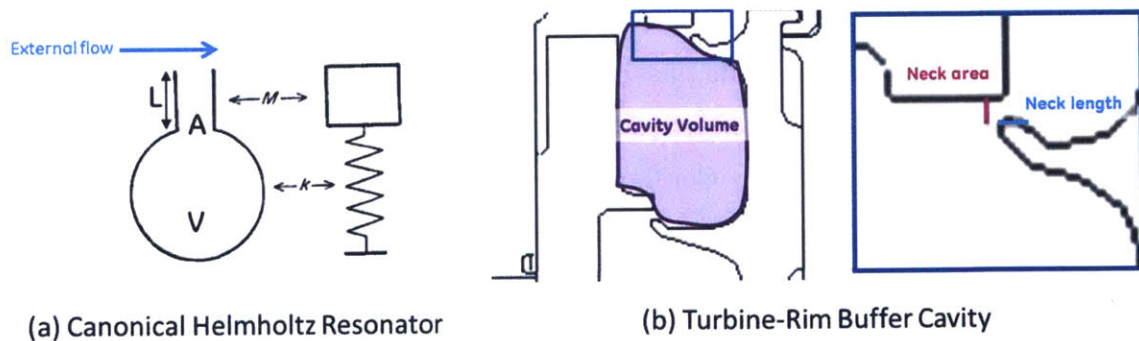 External flow
L
A
M
k
V
Cavity Volume
Neck area
Neck length
(a) Canonical Helmholtz Resonator
(b) Turbine-Rim Buffer Cavity